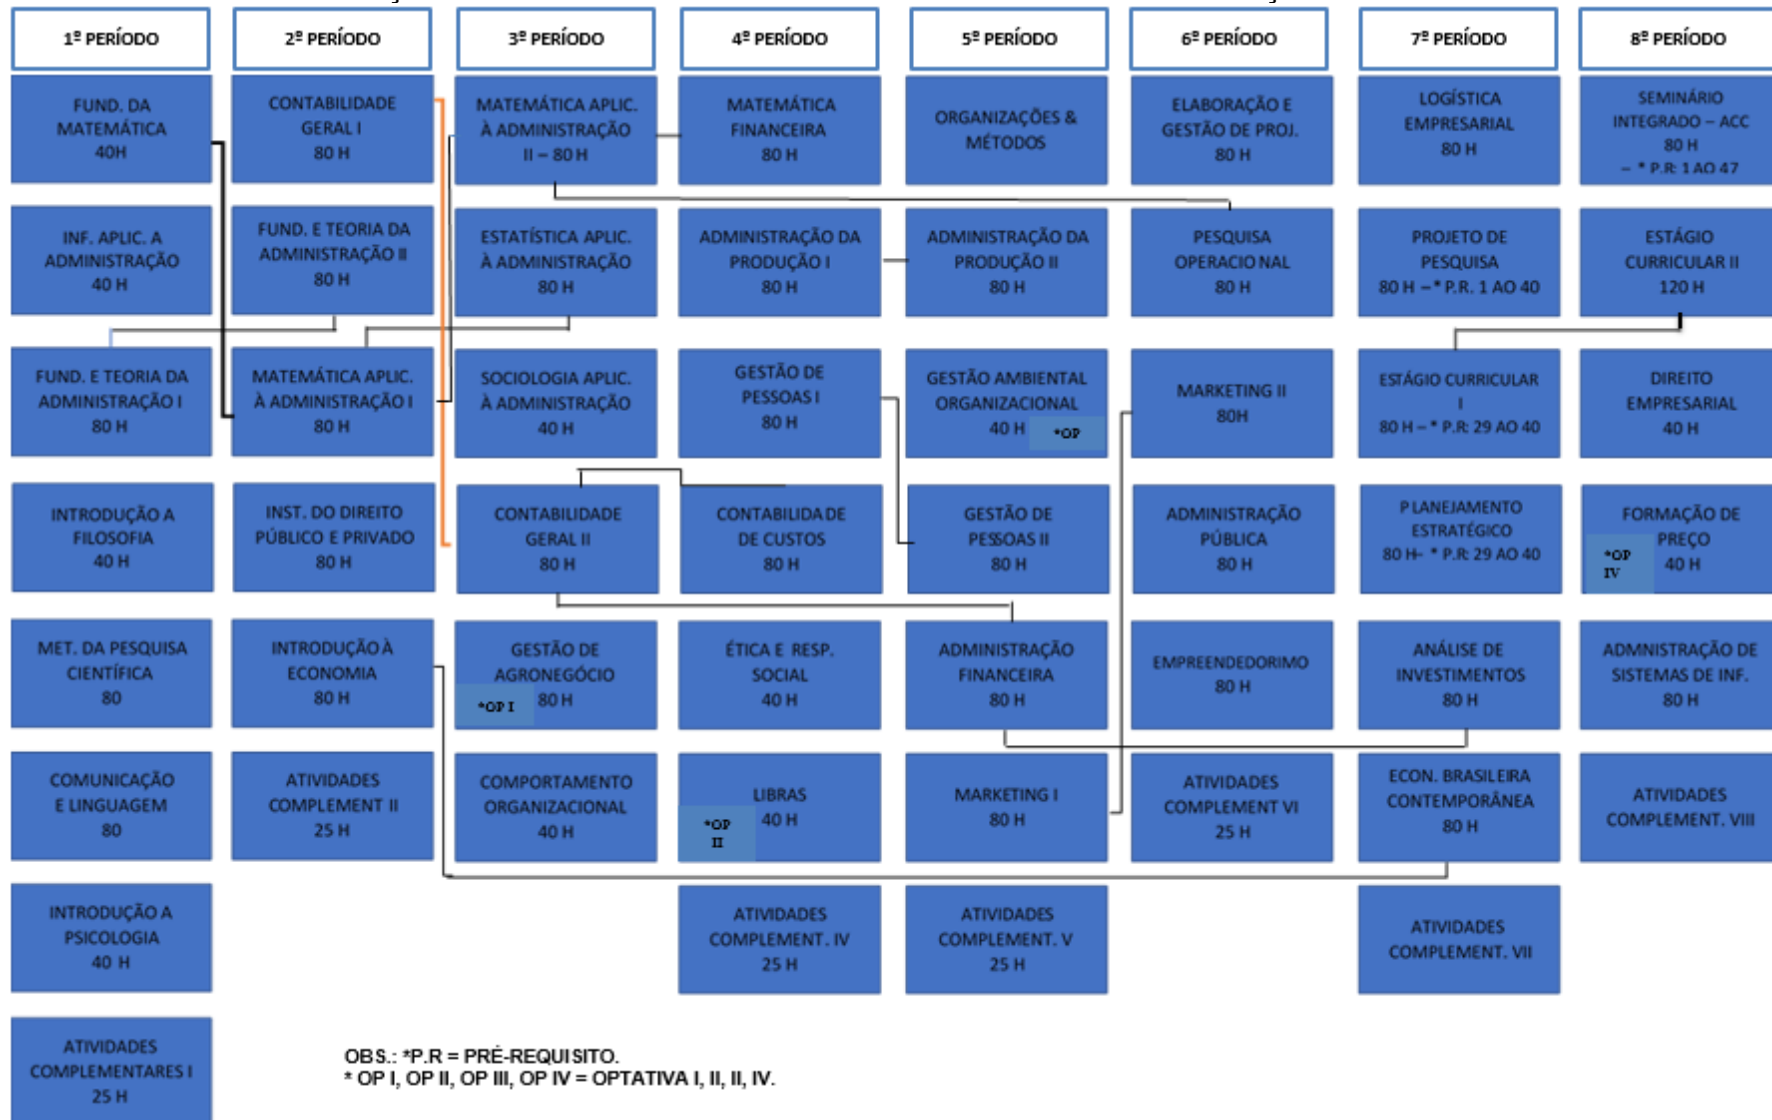 1º PERÍODO
2º PERÍODO
3º PERÍODO
4º PERÍODO
5º PERÍODO
6º PERÍODO
7º PERÍODO
8º PERÍODO
FUND. DA
MATEMÁTICA
40H
CONTABILIDADE
GERAL I
80 H
MATEMÁTICA APLIC.
À ADMINISTRAÇÃO
II – 80 H
MATEMÁTICA
FINANCEIRA
80 H
ORGANIZAÇÕES &
MÉTODOS
ELABORAÇÃO E
GESTÃO DE PROJ.
80 H
LOGÍSTICA
EMPRESARIAL
80 H
SEMINÁRIO
INTEGRADO – ACC
80 H
– * P.R: 1 AO 47
INF. APLIC. A
ADMINISTRAÇÃO
40 H
FUND. E TEORIA DA
ADMINISTRAÇÃO II
80 H
ESTATÍSTICA APLIC.
À ADMINISTRAÇÃO
80 H
ADMINISTRAÇÃO DA
PRODUÇÃO I
80 H
ADMINISTRAÇÃO DA
PRODUÇÃO II
80 H
PESQUISA
OPERACIONAL
80 H
PROJETO DE
PESQUISA
80 H – * P.R. 1 AO 40
ESTÁGIO
CURRICULAR II
120 H
FUND. E TEORIA DA
ADMINISTRAÇÃO I
80 H
MATEMÁTICA APLIC.
À ADMINISTRAÇÃO I
80 H
SOCIOLOGIA APLIC.
À ADMINISTRAÇÃO
40 H
GESTÃO DE
PESSOAS I
80 H
GESTÃO AMBIENTAL
ORGANIZACIONAL
40 H *OP
MARKETING II
80H
ESTÁGIO CURRICULAR
I
80 H – * P.R: 29 AO 40
DIREITO
EMPRESARIAL
40 H
INTRODUÇÃO A
FILOSOFIA
40 H
INST. DO DIREITO
PÚBLICO E PRIVADO
80 H
CONTABILIDADE
GERAL II
80 H
CONTABILIDADE
DE CUSTOS
80 H
GESTÃO DE
PESSOAS II
80 H
ADMINISTRAÇÃO
PÚBLICA
80 H
PLANEJAMENTO
ESTRATÉGICO
80 H– * P.R: 29 AO 40
FORMAÇÃO DE
PREÇO
40 H
*OP
IV
MET. DA PESQUISA
CIENTÍFICA
80
INTRODUÇÃO À
ECONOMIA
80 H
GESTÃO DE
AGRONEGÓCIO
*OP I 80 H
ÉTICA E RESP.
SOCIAL
40 H
ADMINISTRAÇÃO
FINANCEIRA
80 H
EMPREENDEDORIMO
80 H
ANÁLISE DE
INVESTIMENTOS
80 H
ADMNISTRAÇÃO DE
SISTEMAS DE INF.
80 H
COMUNICAÇÃO
E LINGUAGEM
80
ATIVIDADES
COMPLEMENT II
25 H
COMPORTAMENTO
ORGANIZACIONAL
40 H
LIBRAS
40 H
*OP
II
MARKETING I
80 H
ATIVIDADES
COMPLEMENT VI
25 H
ECON. BRASILEIRA
CONTEMPORÂNEA
80 H
ATIVIDADES
COMPLEMENT. VIII
INTRODUÇÃO A
PSICOLOGIA
40 H
ATIVIDADES
COMPLEMENT. IV
25 H
ATIVIDADES
COMPLEMENT. V
25 H
ATIVIDADES
COMPLEMENT. VII
ATIVIDADES
COMPLEMENTARES I
25 H
OBS.: *P.R = PRÉ-REQUISITO.
* OP I, OP II, OP III, OP IV = OPTATIVA I, II, II, IV.